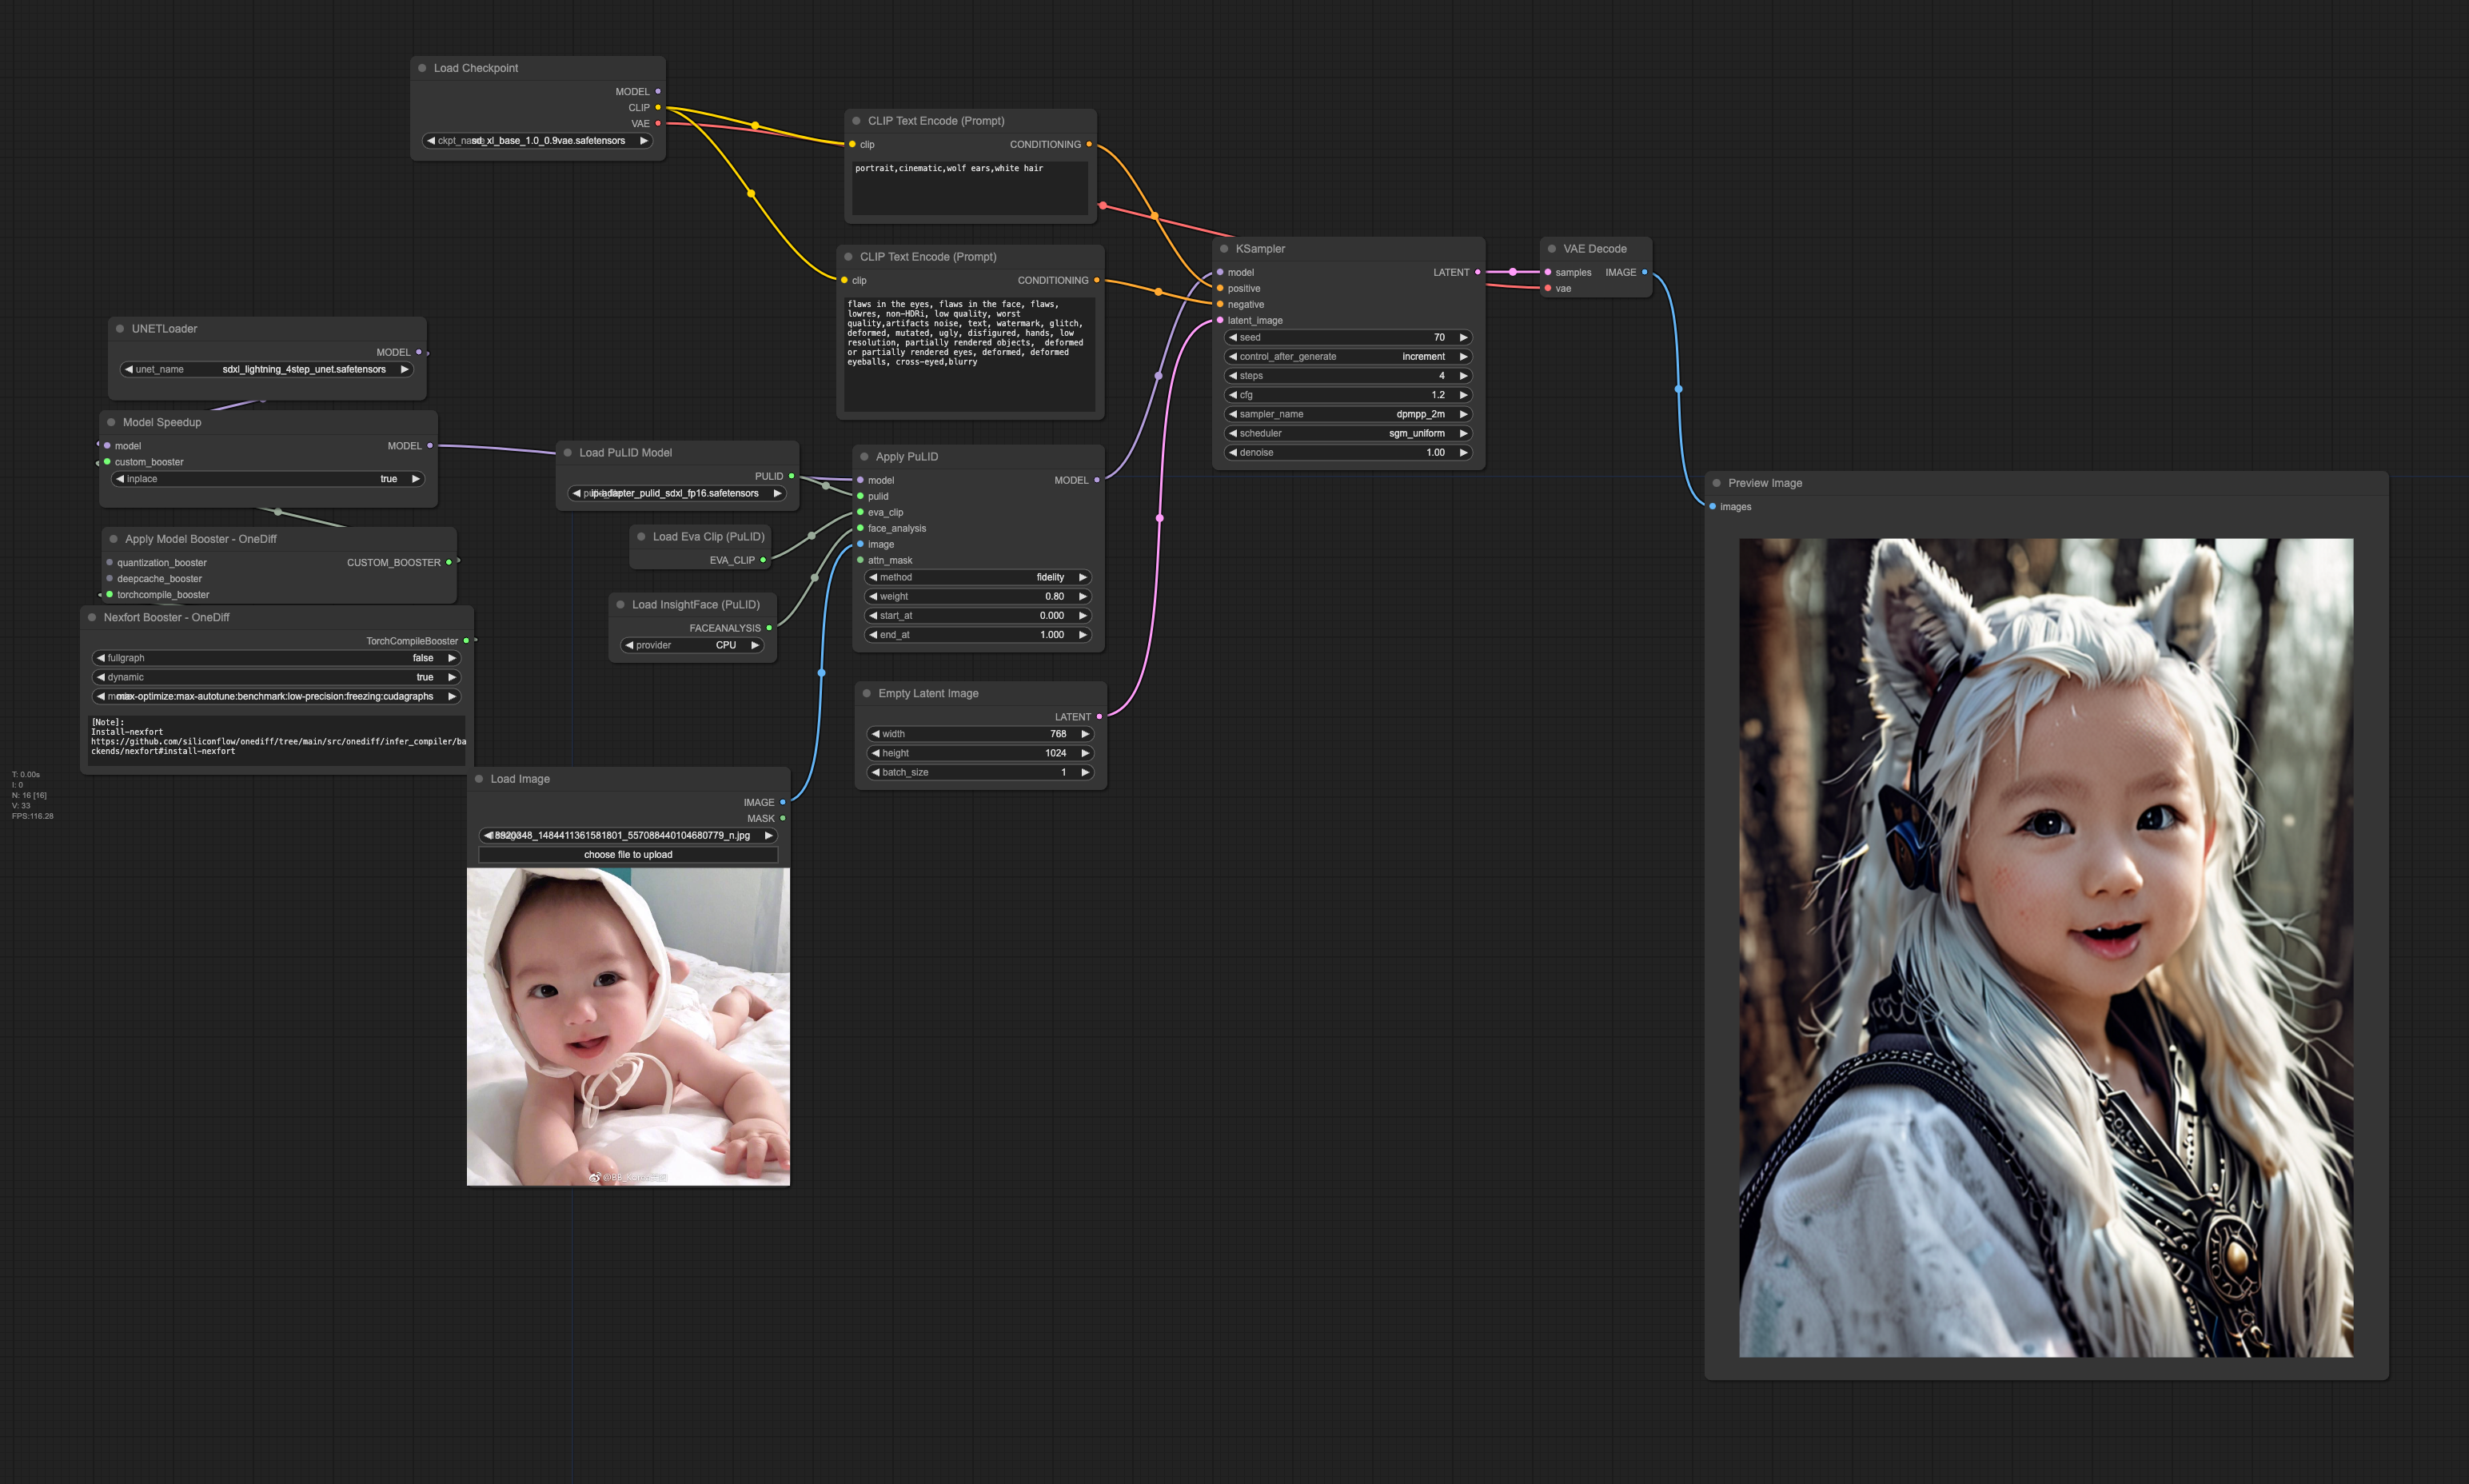 Load Checkpoint
MODEL
CLIP
VAE
sd_xl_base_1.0_0.9vae.safetensors
CLIP Text Encode (Prompt)
clip CONDITIONING
portrait,cinematic,wolf ears,white hair
CLIP Text Encode (Prompt)
clip CONDITIONING
flaws in the eyes, flaws in the face, flaws,
lowres, non-HDRi, low quality, worst
quality,artifacts noise, text, watermark, glitch,
deformed, mutated, ugly, disfigured, hands, low
resolution, partially rendered objects,  deformed
or partially rendered eyes, deformed, deformed
eyeballs, cross-eyed,blurry
KSampler
model LATENT
positive
negative
latent_image
seed 70
control_after_generate increment
steps 4
cfg 1.2
sampler_name dpmpp_2m
scheduler sgm_uniform
denoise 1.00
VAE Decode
samples IMAGE
vae
UNETLoader
MODEL
unet_name sdxl_lightning_4step_unet.safetensors
Model Speedup
model MODEL
custom_booster
inplace true
Apply Model Booster - OneDiff
quantization_booster CUSTOM_BOOSTER
deepcache_booster
torchcompile_booster
Nexfort Booster - OneDiff
TorchCompileBooster
fullgraph false
dynamic true
max-optimize:max-autotune:benchmark:low-precision:freezing:cudagraphs
[Note]:
Install-nexfort
https://github.com/siliconflow/onediff/tree/main/src/onediff/infer_compiler/ba
ckends/nexfort#install-nexfort
T: 0.00s
I: 0
N: 16 [16]
V: 33
FPS:116.28
Load PuLID Model
PULID
ip-adapter_pulid_sdxl_fp16.safetensors
Load Eva Clip (PuLID)
EVA_CLIP
Load InsightFace (PuLID)
FACEANALYSIS
provider CPU
Apply PuLID
model MODEL
pulid
eva_clip
face_analysis
image
attn_mask
method fidelity
weight 0.80
start_at 0.000
end_at 1.000
Empty Latent Image
LATENT
width 768
height 1024
batch_size 1
Load Image
IMAGE
MASK
18920348_1484411361581801_557088440104680779_n.jpg
choose file to upload
Preview Image
images